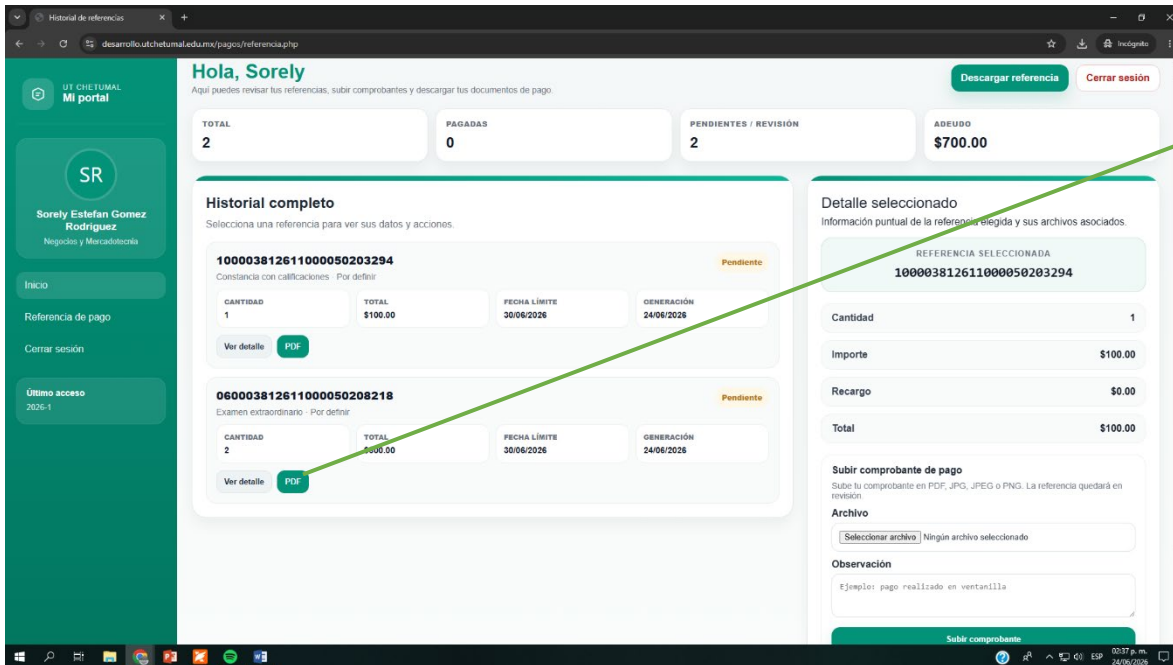 Historial de referencias
desarrollo.utchetumal.edu.mx/pagos/referencia.php
Incógnito
UT CHETUMAL
Mi portal
SR
Sorely Estefan Gomez
Rodriguez
Negocios y Mercadotecnia
Inicio
Referencia de pago
Cerrar sesión
Último acceso
2026-1
Hola, Sorely
Aquí puedes revisar tus referencias, subir comprobantes y descargar tus documentos de pago.
Descargar referencia
Cerrar sesión
TOTAL
2
PAGADAS
0
PENDIENTES / REVISIÓN
2
ADEUDO
$700.00
Historial completo
Selecciona una referencia para ver sus datos y acciones.
100003812611000050203294
Pendiente
Constancia con calificaciones · Por definir
CANTIDAD
1
TOTAL
$100.00
FECHA LÍMITE
30/06/2026
GENERACIÓN
24/06/2026
Ver detalle
PDF
060003812611000050208218
Pendiente
Examen extraordinario · Por definir
CANTIDAD
2
TOTAL
FECHA LÍMITE
30/06/2026
GENERACIÓN
24/06/2026
Ver detalle
PDF
Detalle seleccionado
Información puntual de la referencia elegida y sus archivos asociados.
REFERENCIA SELECCIONADA
100003812611000050203294
Cantidad 1
Importe $100.00
Recargo $0.00
Total $100.00
Subir comprobante de pago
Sube tu comprobante en PDF, JPG, JPEG o PNG. La referencia quedará en
revisión.
Archivo
Seleccionar archivo Ningún archivo seleccionado
Observación
Ejemplo: pago realizado en ventanilla
Subir comprobante
ESP
02:37 p. m.
24/06/2026